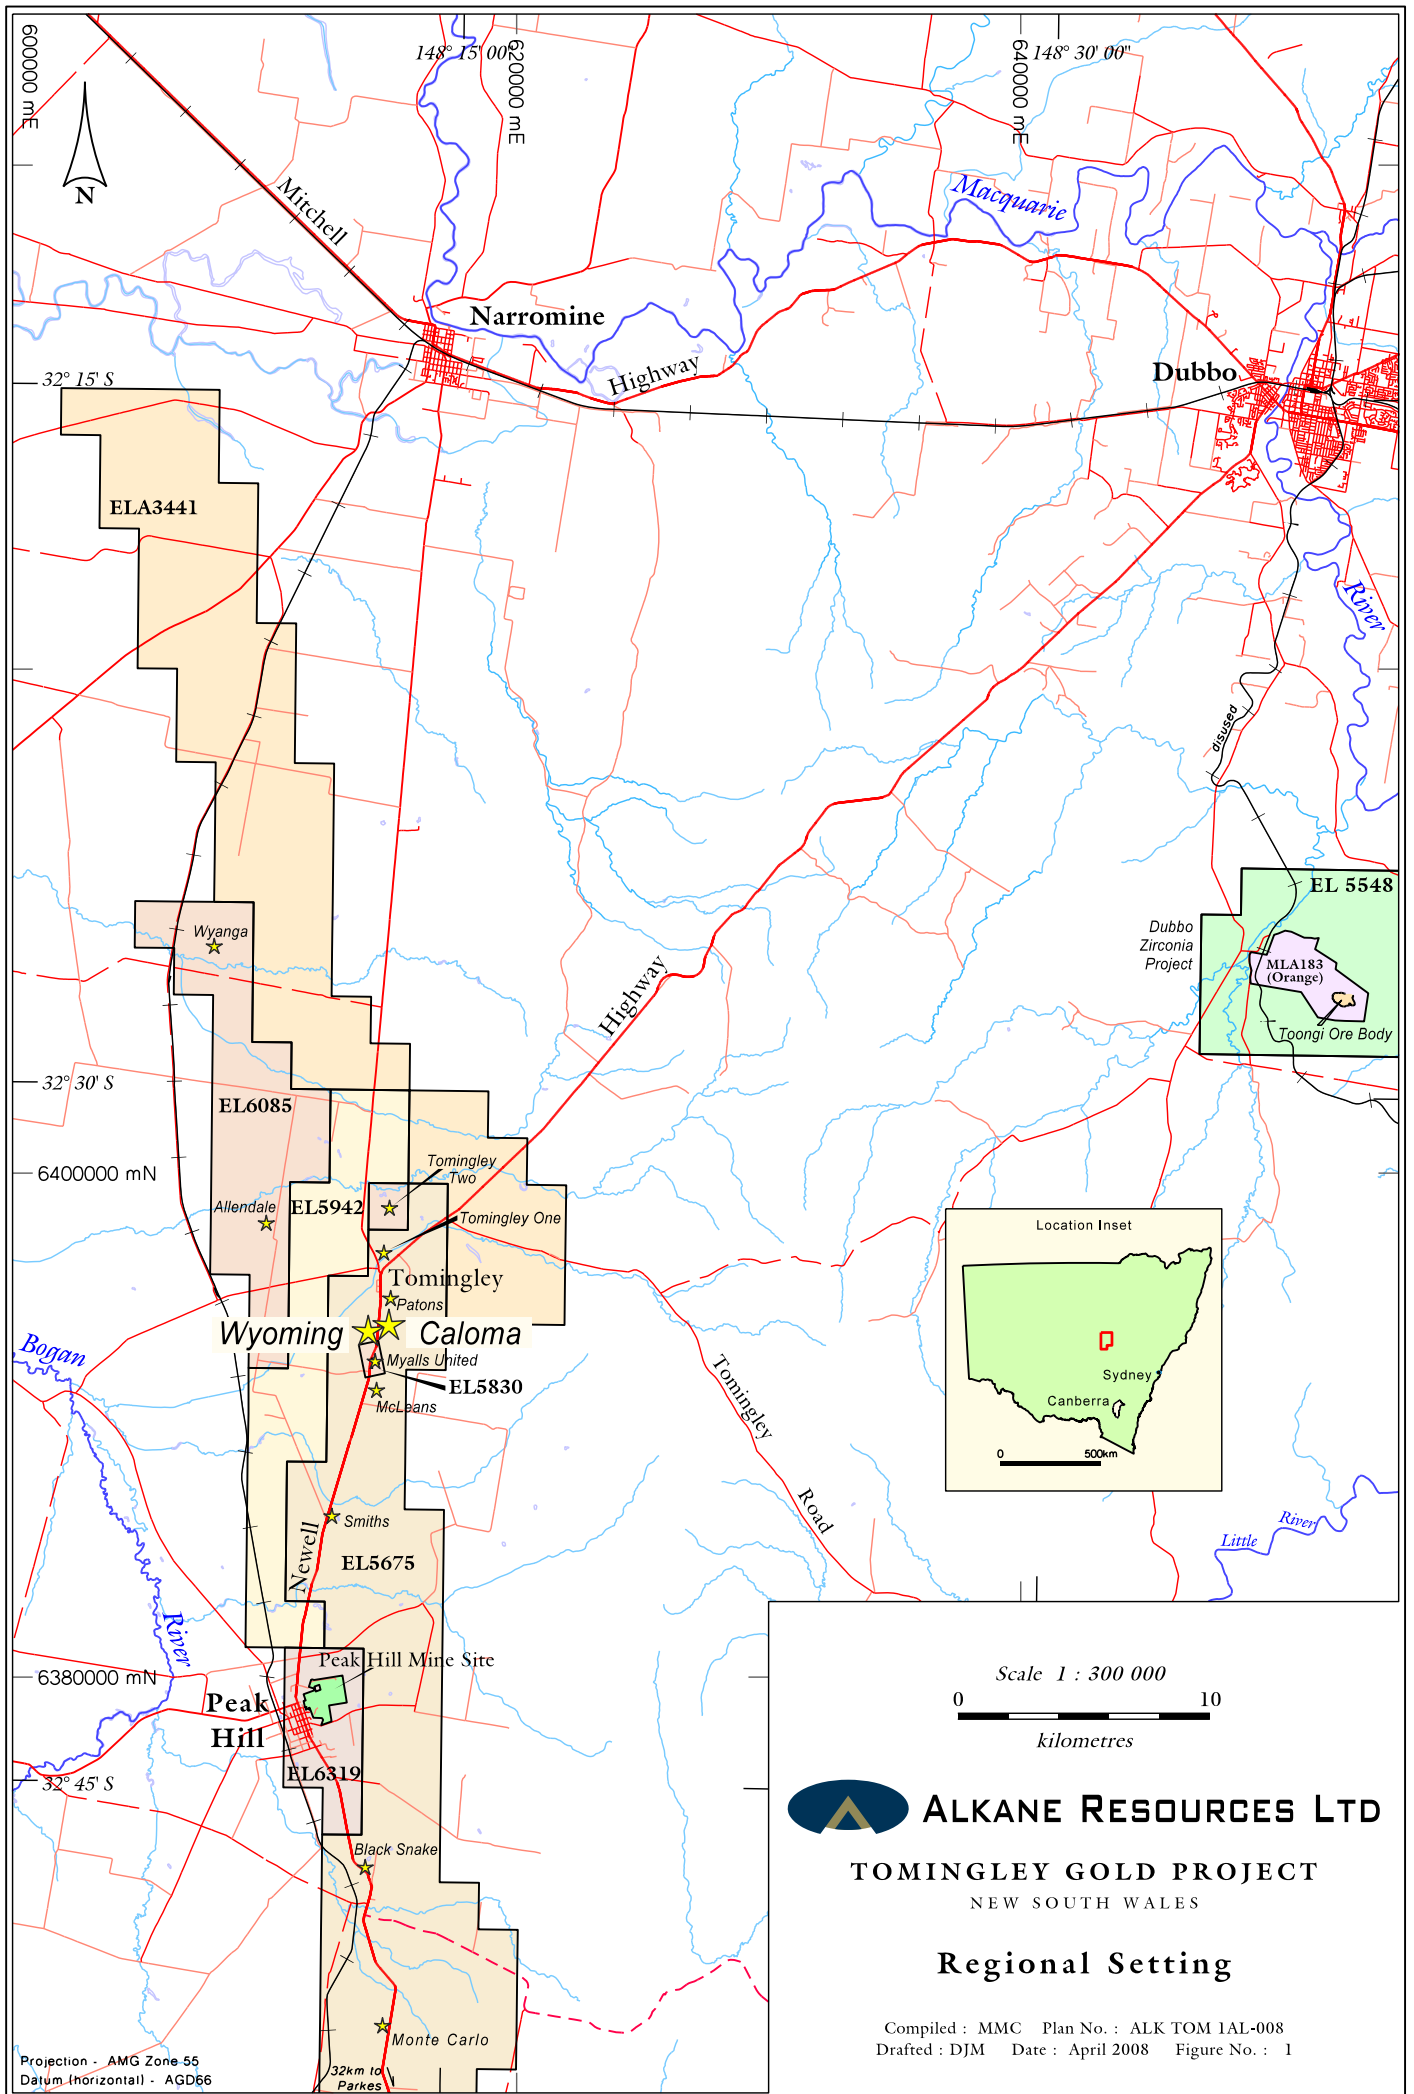 600000 mE
148° 15' 00"
620000 mE
640000 mE
148° 30' 00"
N
Mitchell
Macquarie
Narromine
Highway
Dubbo
32° 15' S
ELA3441
River
disused
EL 5548
Dubbo
Zirconia
Project
MLA183
(Orange)
Toongi Ore Body
Wyanga
Highway
32° 30' S
EL6085
6400000 mN
Tomingley
Two
Allendale
EL5942
Tomingley One
Location Inset
Tomingley
Patons
Wyoming
Caloma
Bogan
Myalls United
EL5830
McLeans
Sydney
Canberra
0
500km
Tomingley
Road
Smiths
Newell
EL5675
Little
River
River
Peak Hill Mine Site
6380000 mN
Peak
Hill
EL6319
32° 45' S
Black Snake
Monte Carlo
32km to
Parkes
Projection - AMG Zone 55
Datum (horizontal) - AGD66
Scale 1 : 300 000
0
10
kilometres
ALKANE RESOURCES LTD
TOMINGLEY GOLD PROJECT
NEW SOUTH WALES
Regional Setting
Compiled : MMC Plan No. : ALK TOM 1AL-008
Drafted : DJM Date : April 2008 Figure No. : 1